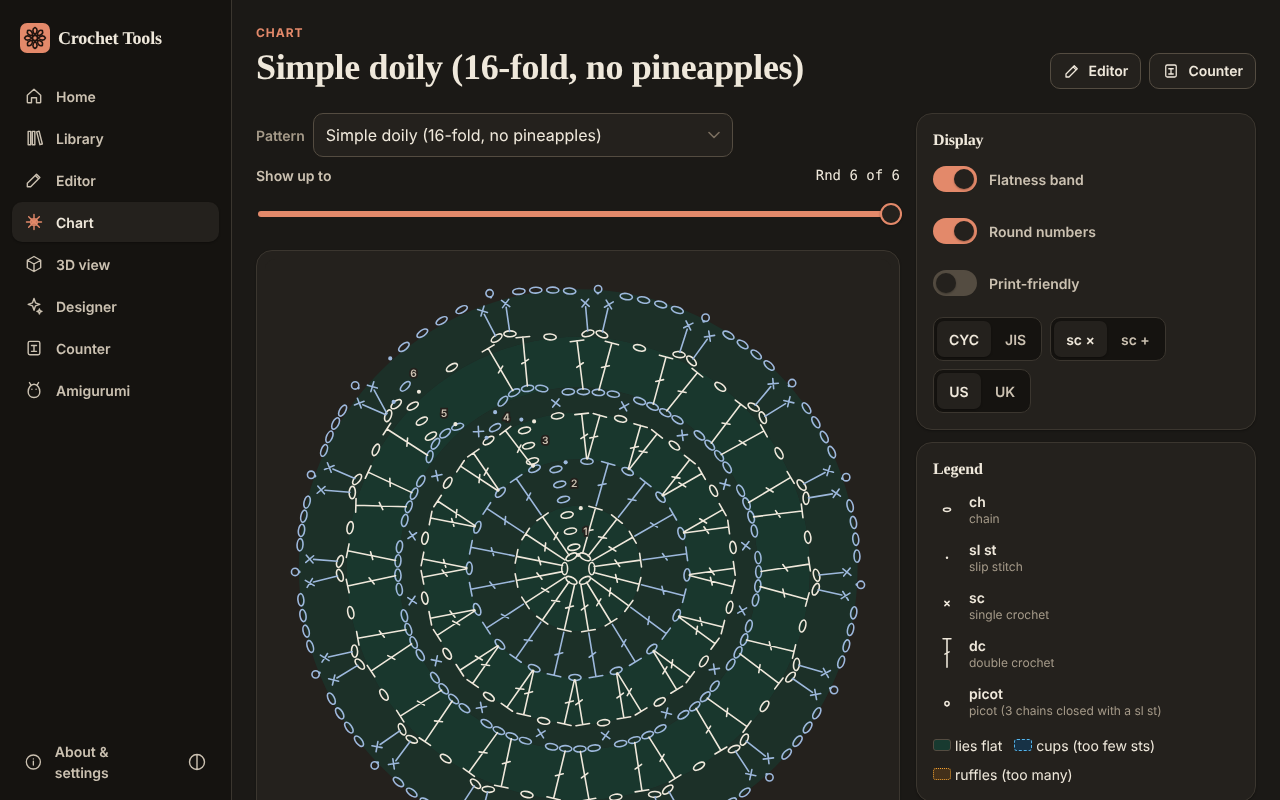 Crochet Tools
Home
Library
Editor
Chart
3D view
Designer
Counter
Amigurumi
About &
settings
CHART
Simple doily (16-fold, no pineapples)
Editor
Counter
Pattern
Simple doily (16-fold, no pineapples)
Show up to
Rnd 6 of 6
6
5
4
3
2
1
Display
Flatness band
Round numbers
Print-friendly
CYC JIS
sc × sc +
US UK
Legend
ch
chain
sl st
slip stitch
sc
single crochet
dc
double crochet
picot
picot (3 chains closed with a sl st)
lies flat cups (too few sts)
ruffles (too many)